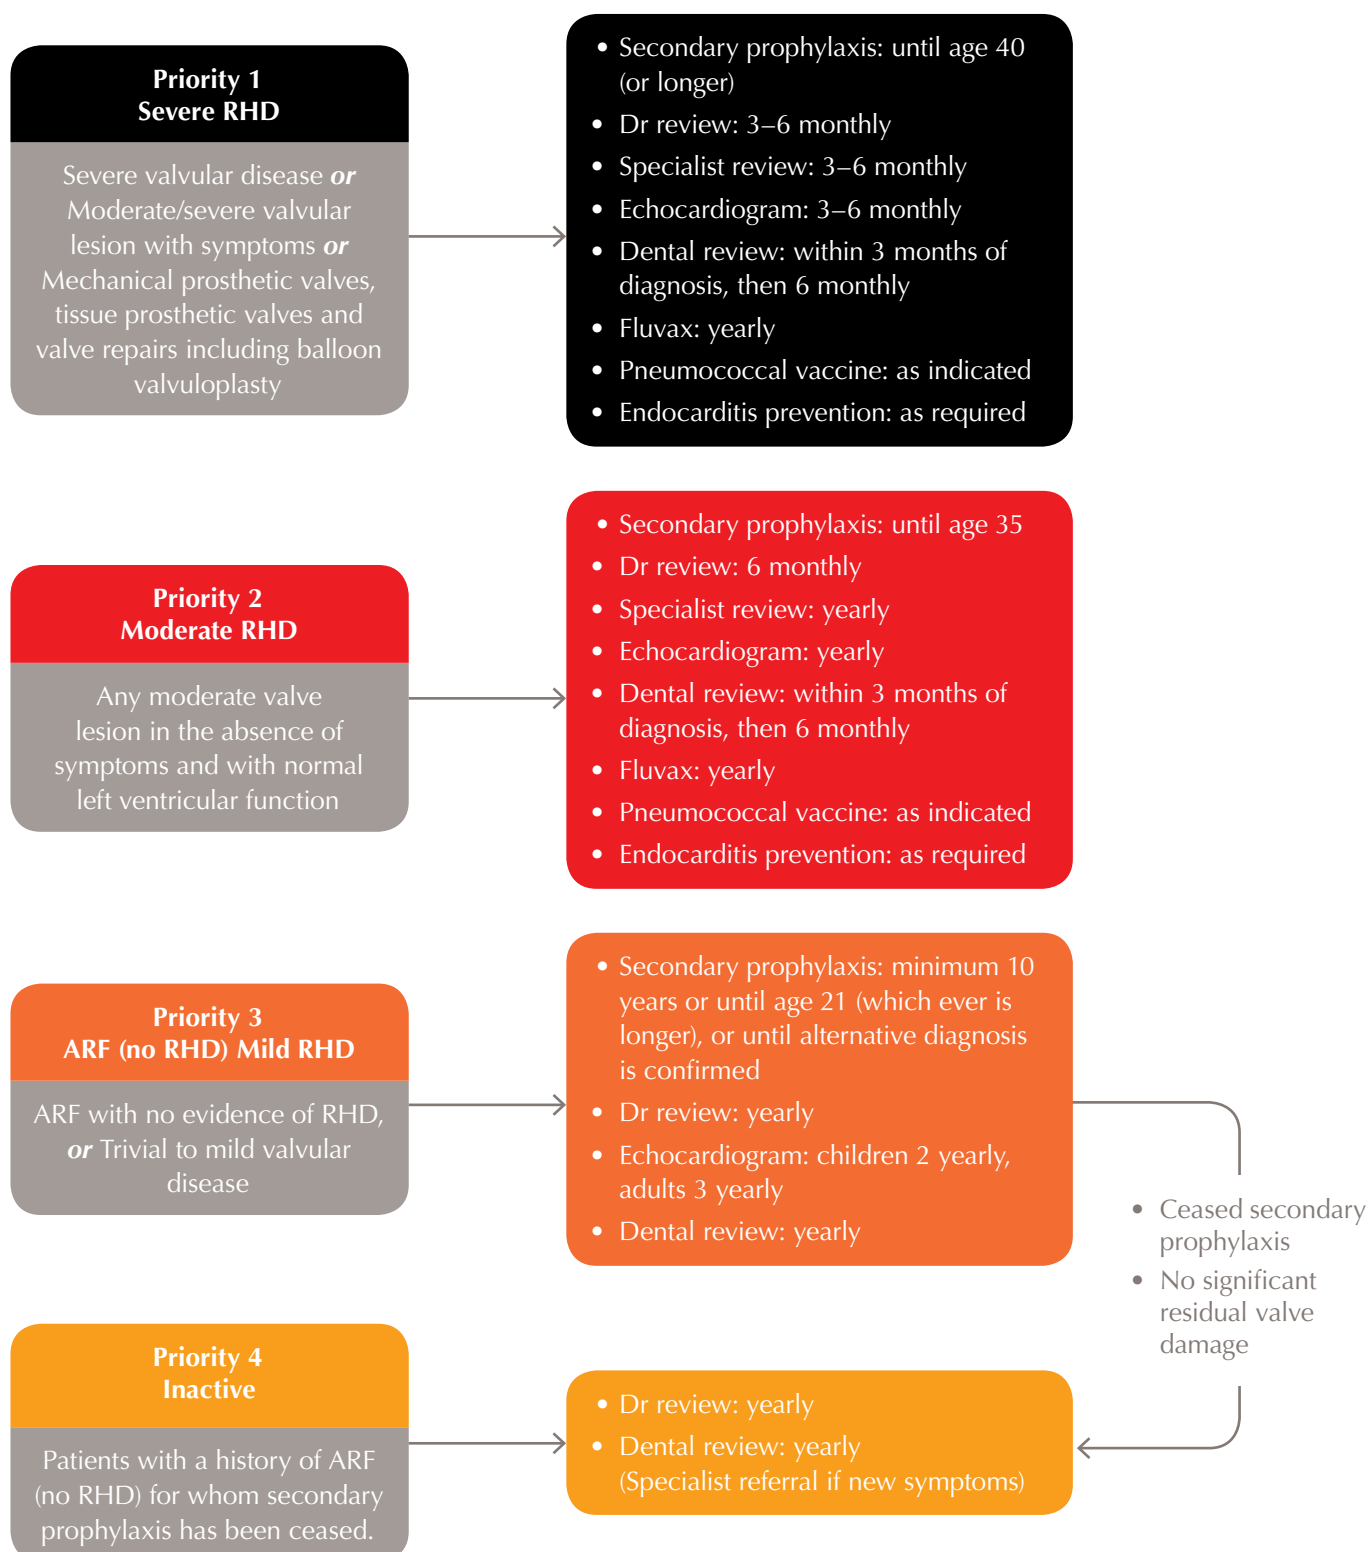 Priority 1
Severe RHD
Severe valvular disease or
Moderate/severe valvular
lesion with symptoms or
Mechanical prosthetic valves,
tissue prosthetic valves and
valve repairs including balloon
valvuloplasty
• Secondary prophylaxis: until age 40
(or longer)
• Dr review: 3–6 monthly
• Specialist review: 3–6 monthly
• Echocardiogram: 3–6 monthly
• Dental review: within 3 months of
diagnosis, then 6 monthly
• Fluvax: yearly
• Pneumococcal vaccine: as indicated
• Endocarditis prevention: as required
Priority 2
Moderate RHD
Any moderate valve
lesion in the absence of
symptoms and with normal
left ventricular function
• Secondary prophylaxis: until age 35
• Dr review: 6 monthly
• Specialist review: yearly
• Echocardiogram: yearly
• Dental review: within 3 months of
diagnosis, then 6 monthly
• Fluvax: yearly
• Pneumococcal vaccine: as indicated
• Endocarditis prevention: as required
Priority 3
ARF (no RHD) Mild RHD
ARF with no evidence of RHD,
or Trivial to mild valvular
disease
• Secondary prophylaxis: minimum 10
years or until age 21 (which ever is
longer), or until alternative diagnosis
is confirmed
• Dr review: yearly
• Echocardiogram: children 2 yearly,
adults 3 yearly
• Dental review: yearly
• Ceased secondary
prophylaxis
• No significant
residual valve
damage
Priority 4
Inactive
Patients with a history of ARF
(no RHD) for whom secondary
prophylaxis has been ceased.
• Dr review: yearly
• Dental review: yearly
(Specialist referral if new symptoms)